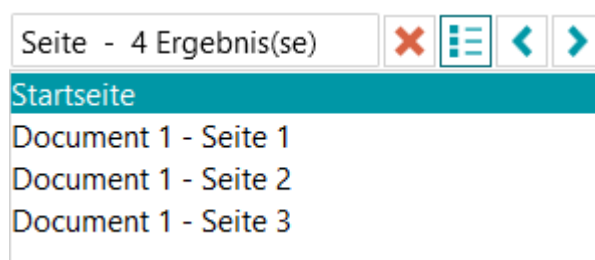 Seite - 4 Ergebnis(se)
Startseite
Document 1 - Seite 1
Document 1 - Seite 2
Document 1 - Seite 3